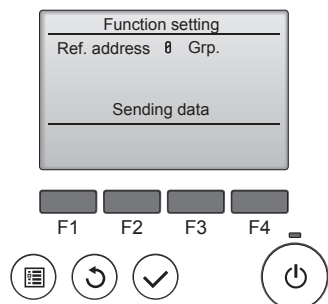 Function setting
Ref. address 0 Grp.
Sending data
F1 F2 F3 F4